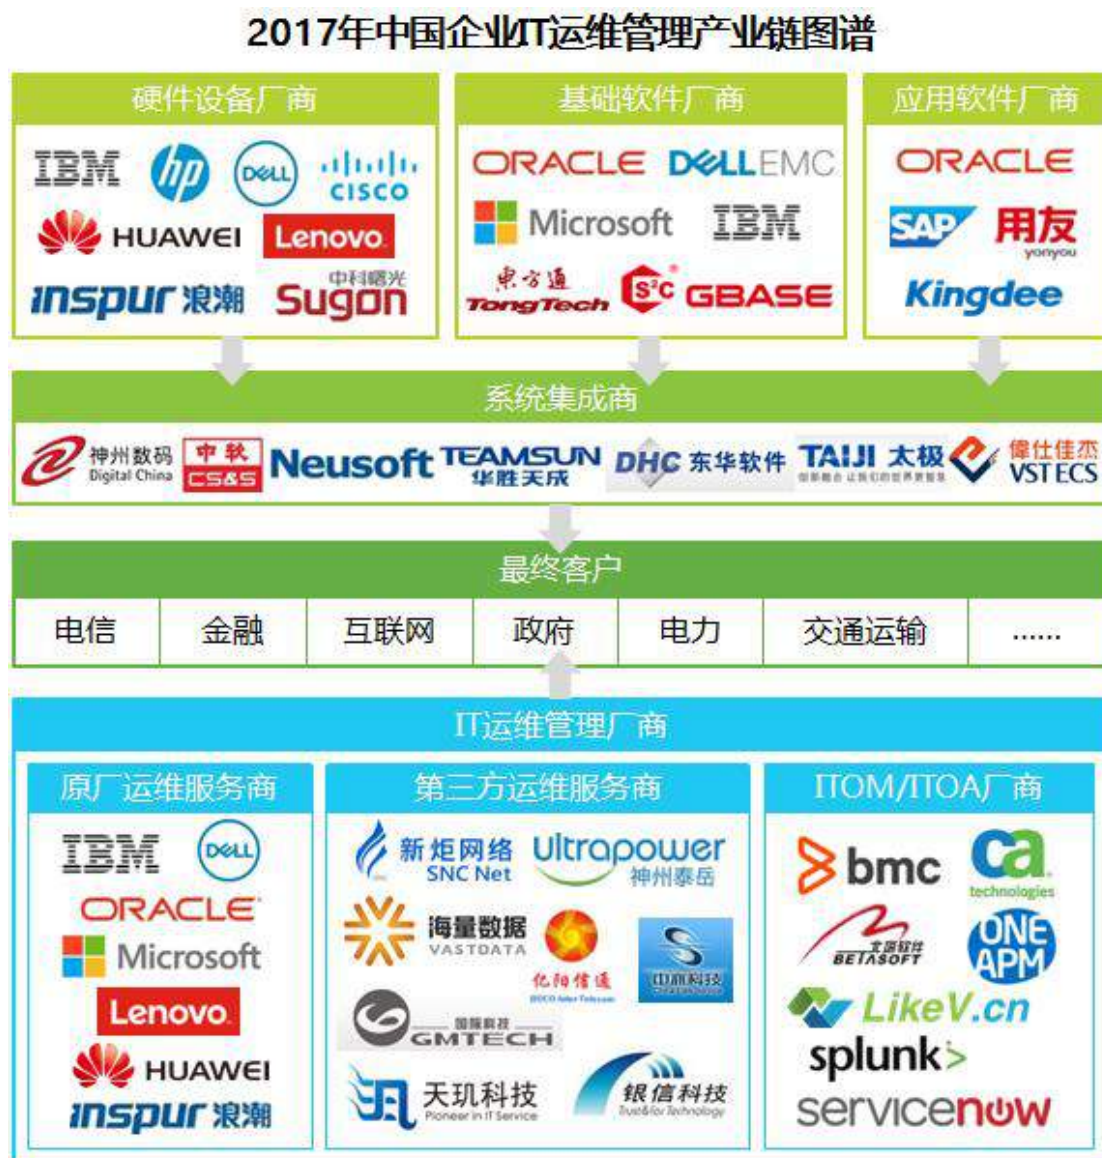 2017年中国企业IT运维管理产业链图谱
硬件设备厂商 基础软件厂商 应用软件厂商
IBM hp DELL CISCO
HUAWEI Lenovo
inspur 浪潮 中科曙光 Sugon
ORACLE DELLEMC
Microsoft IBM
东方通 TongTech S²C® GBASE
ORACLE
SAP 用友 yonyou
Kingdee
系统集成商
神州数码 Digital China 中软 CS&S Neusoft TEAMSUN 华胜天成 DHC 东华软件 TAIJI 太极 偉仕佳杰 VSTECS
最终客户
电信 金融 互联网 政府 电力 交通运输 ......
IT运维管理厂商
原厂运维服务商 第三方运维服务商 ITOM/ITOA厂商
IBM DELL
ORACLE
Microsoft
Lenovo
HUAWEI
inspur 浪潮
新炬网络 SNC Net Ultrapower 神州泰岳
海量数据 VASTDATA 亿阳信通
GMTECH
天玑科技 Pioneer in IT Service 银信科技 Trust&for Technology
bmc ca technologies
北塔软件 BETASOFT ONE APM
LikeV.cn
splunk>
servicenow